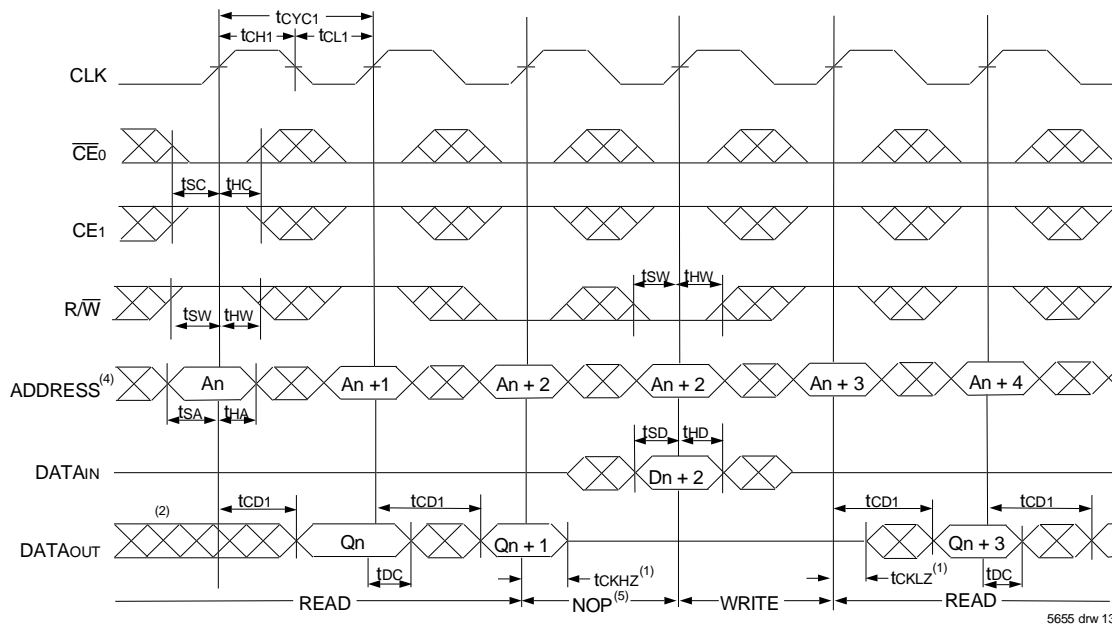 tCYC1
tCH1 tCL1
CLK
CE0
tSC tHC
CE1
tSW tHW
R/W
tSW tHW
ADDRESS(4) An An +1 An + 2 An + 2 An + 3 An + 4
tSA tHA
tSD tHD
DATAIN Dn + 2
tCD1 tCD1 tCD1 tCD1
(2)
DATAOUT Qn Qn + 1 Qn + 3
tDC tCKHZ(1) tCKLZ(1) tDC
READ NOP(5) WRITE READ
5655 drw 13